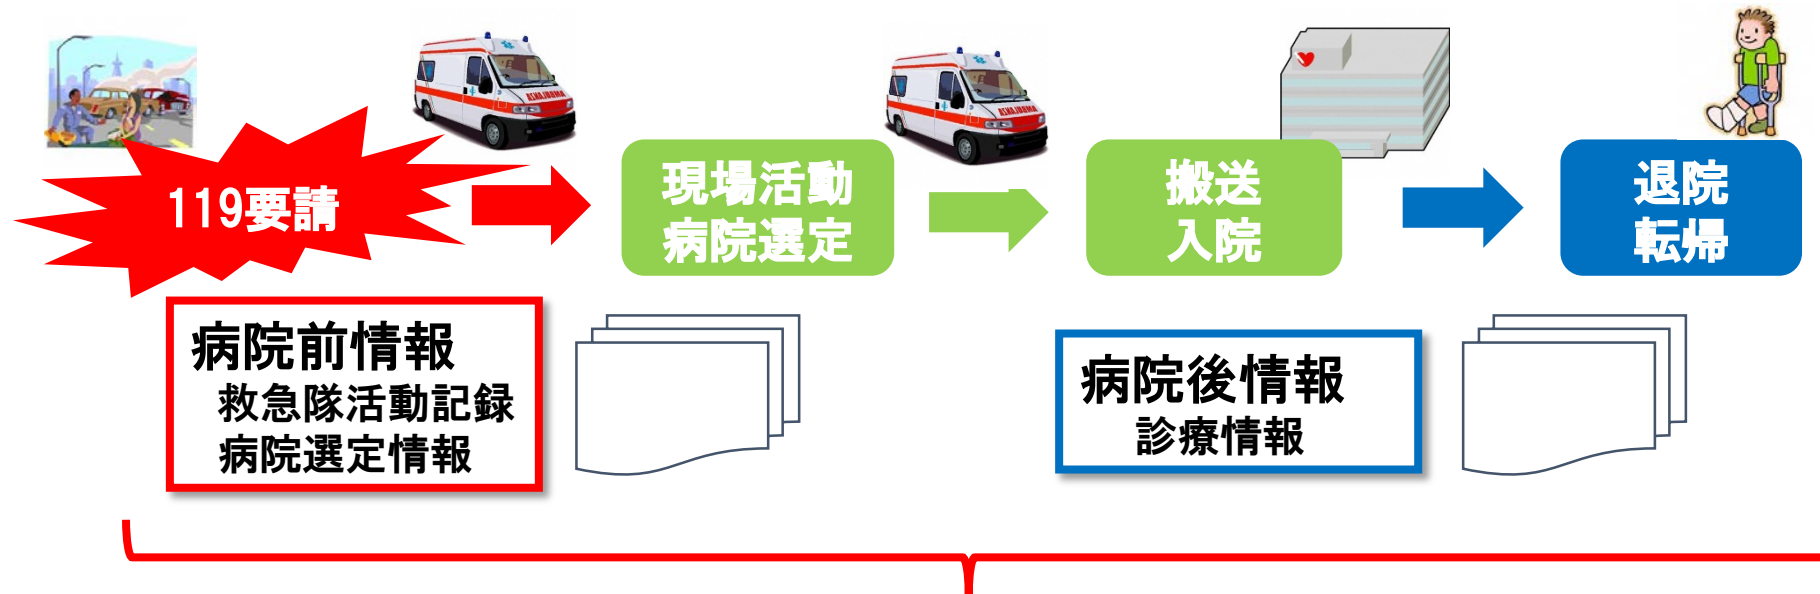 119要請
現場活動
病院選定
搬送
入院
退院
転帰
病院前情報
救急隊活動記録
病院選定情報
病院後情報
診療情報